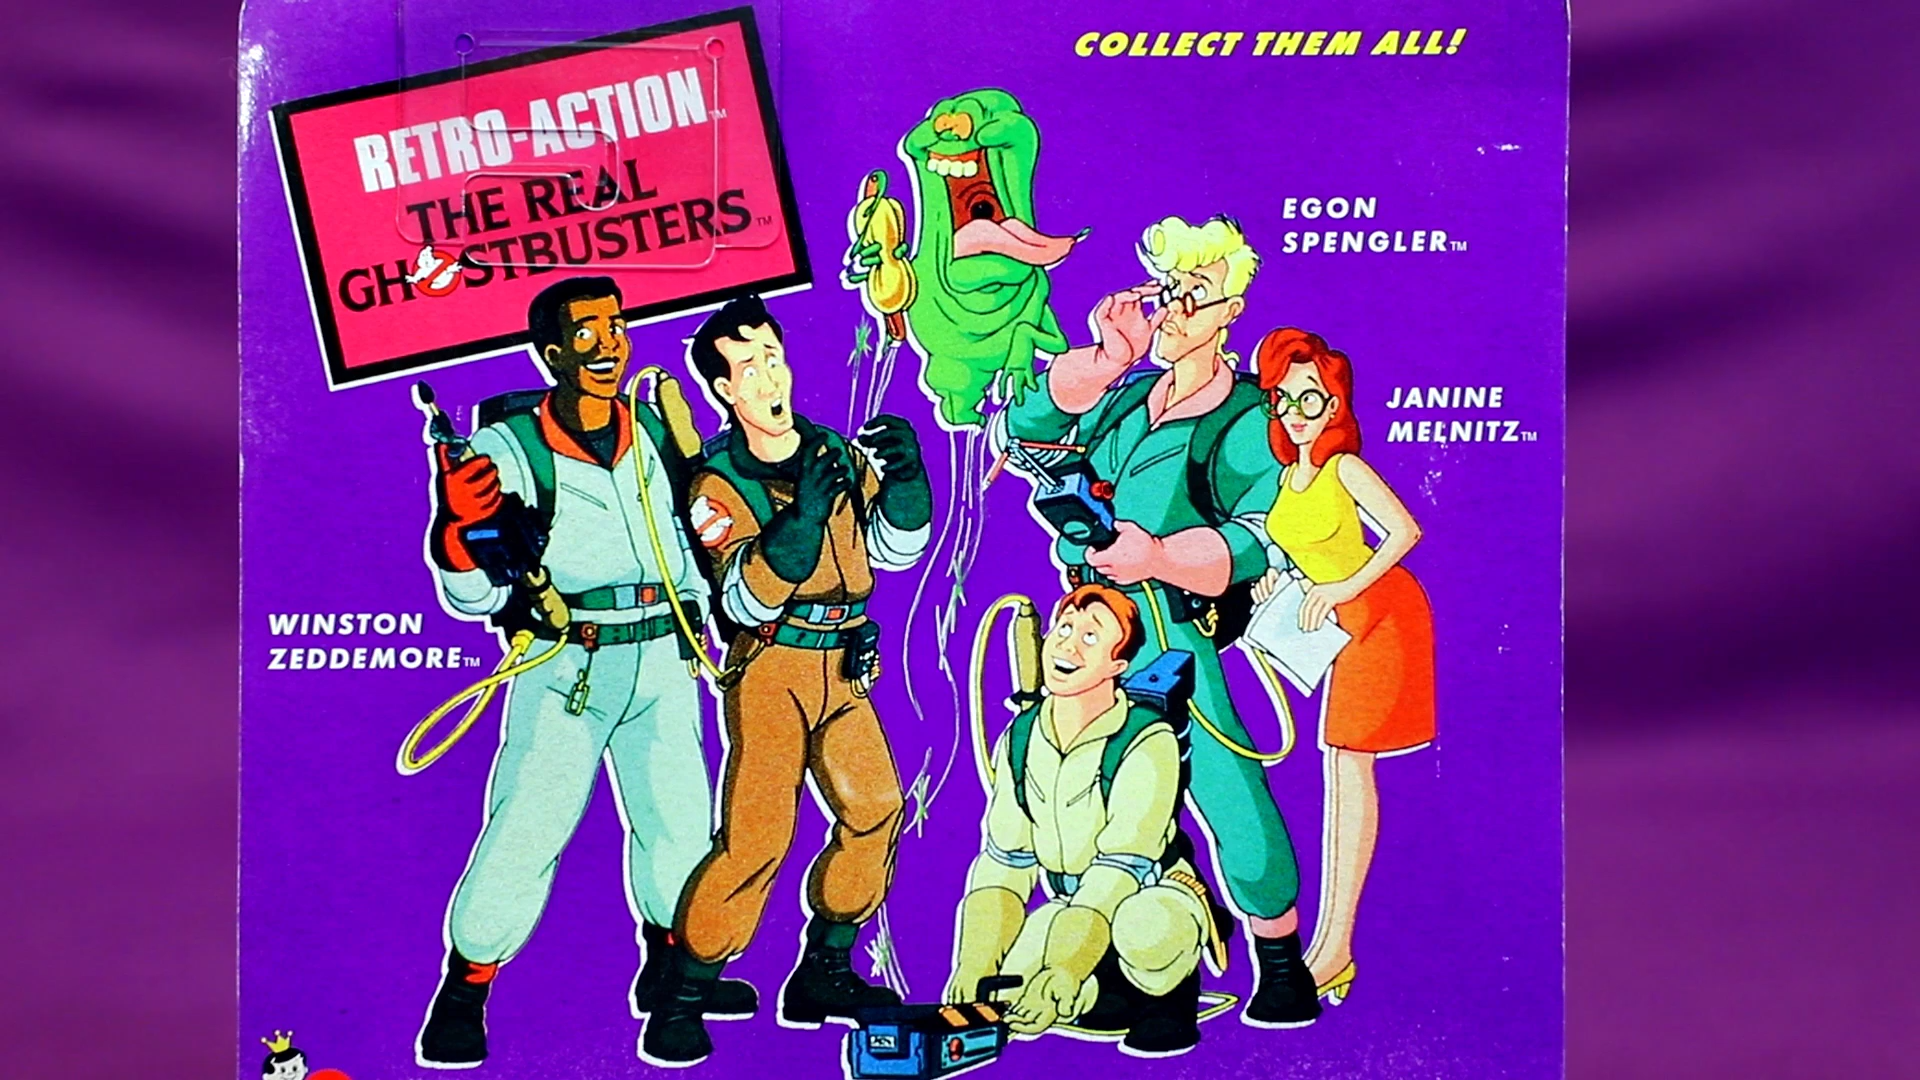 COLLECT THEM ALL!
RETRO-ACTION™
THE REAL
GHOSTBUSTERS™
EGON
SPENGLER™
JANINE
MELNITZ™
WINSTON
ZEDDEMORE™